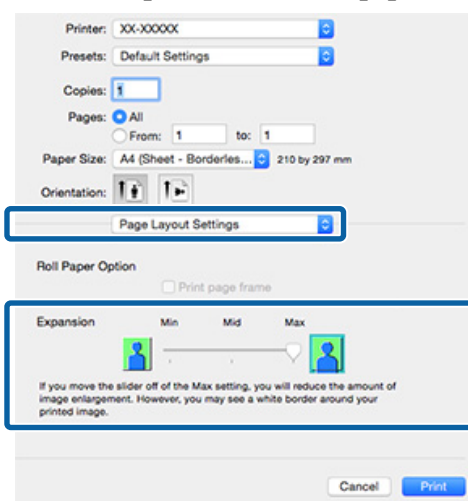 Printer: XX-XXXXX
Presets: Default Settings
Copies: 1
Pages: All
From: 1 to: 1
Paper Size: A4 (Sheet - Borderles... 210 by 297 mm
Orientation:
Page Layout Settings
Roll Paper Option
Print page frame
Expansion Min Mid Max
If you move the slider off of the Max setting, you will reduce the amount of
image enlargement. However, you may see a white border around your
printed image.
Cancel Print